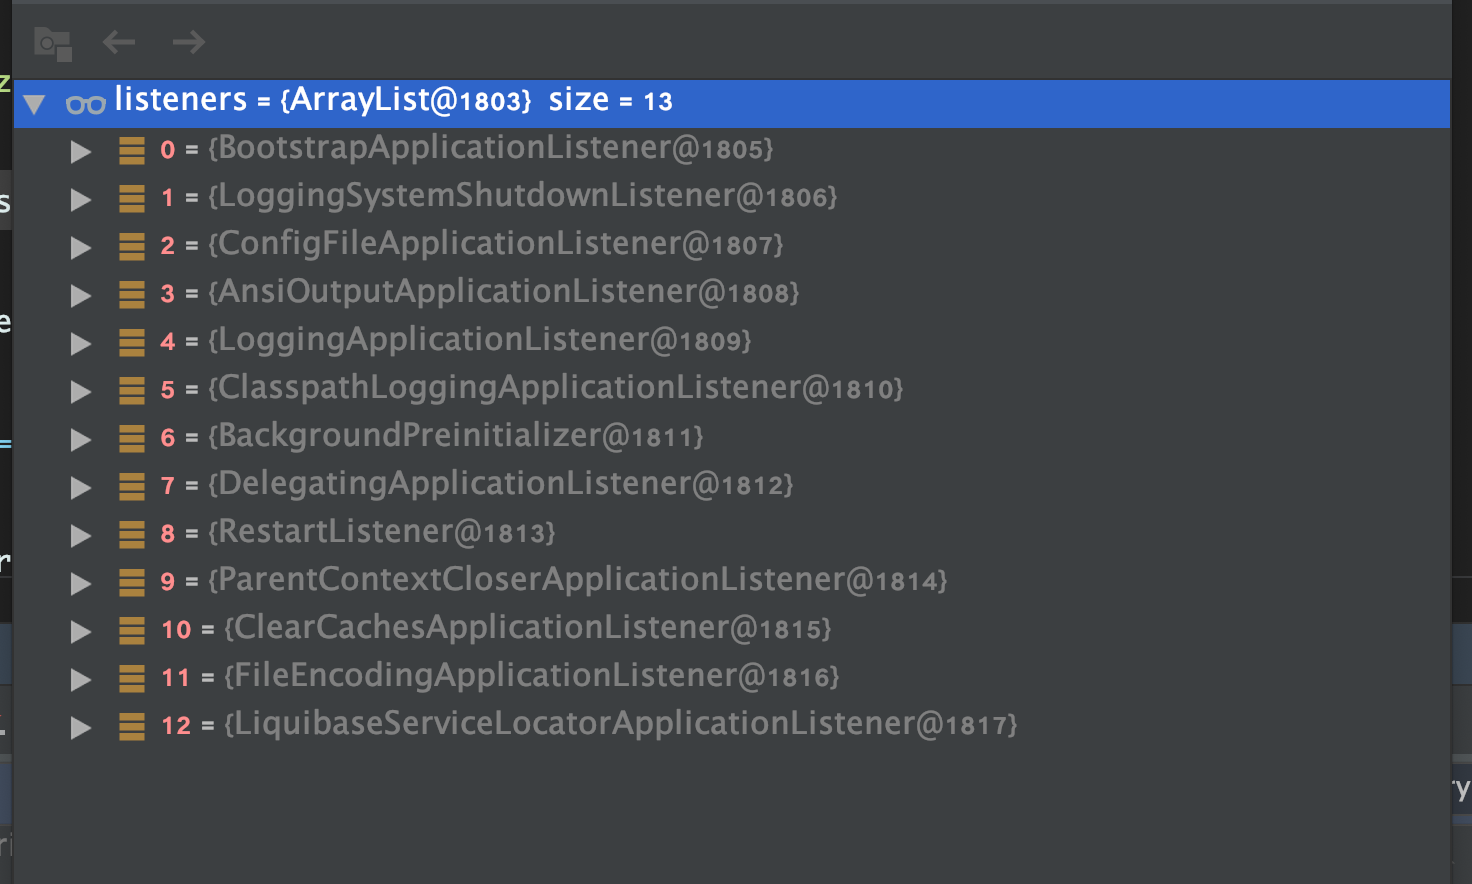 listeners = {ArrayList@1803} size = 13
0 = {BootstrapApplicationListener@1805}
1 = {LoggingSystemShutdownListener@1806}
2 = {ConfigFileApplicationListener@1807}
3 = {AnsiOutputApplicationListener@1808}
4 = {LoggingApplicationListener@1809}
5 = {ClasspathLoggingApplicationListener@1810}
6 = {BackgroundPreinitializer@1811}
7 = {DelegatingApplicationListener@1812}
8 = {RestartListener@1813}
9 = {ParentContextCloserApplicationListener@1814}
10 = {ClearCachesApplicationListener@1815}
11 = {FileEncodingApplicationListener@1816}
12 = {LiquibaseServiceLocatorApplicationListener@1817}